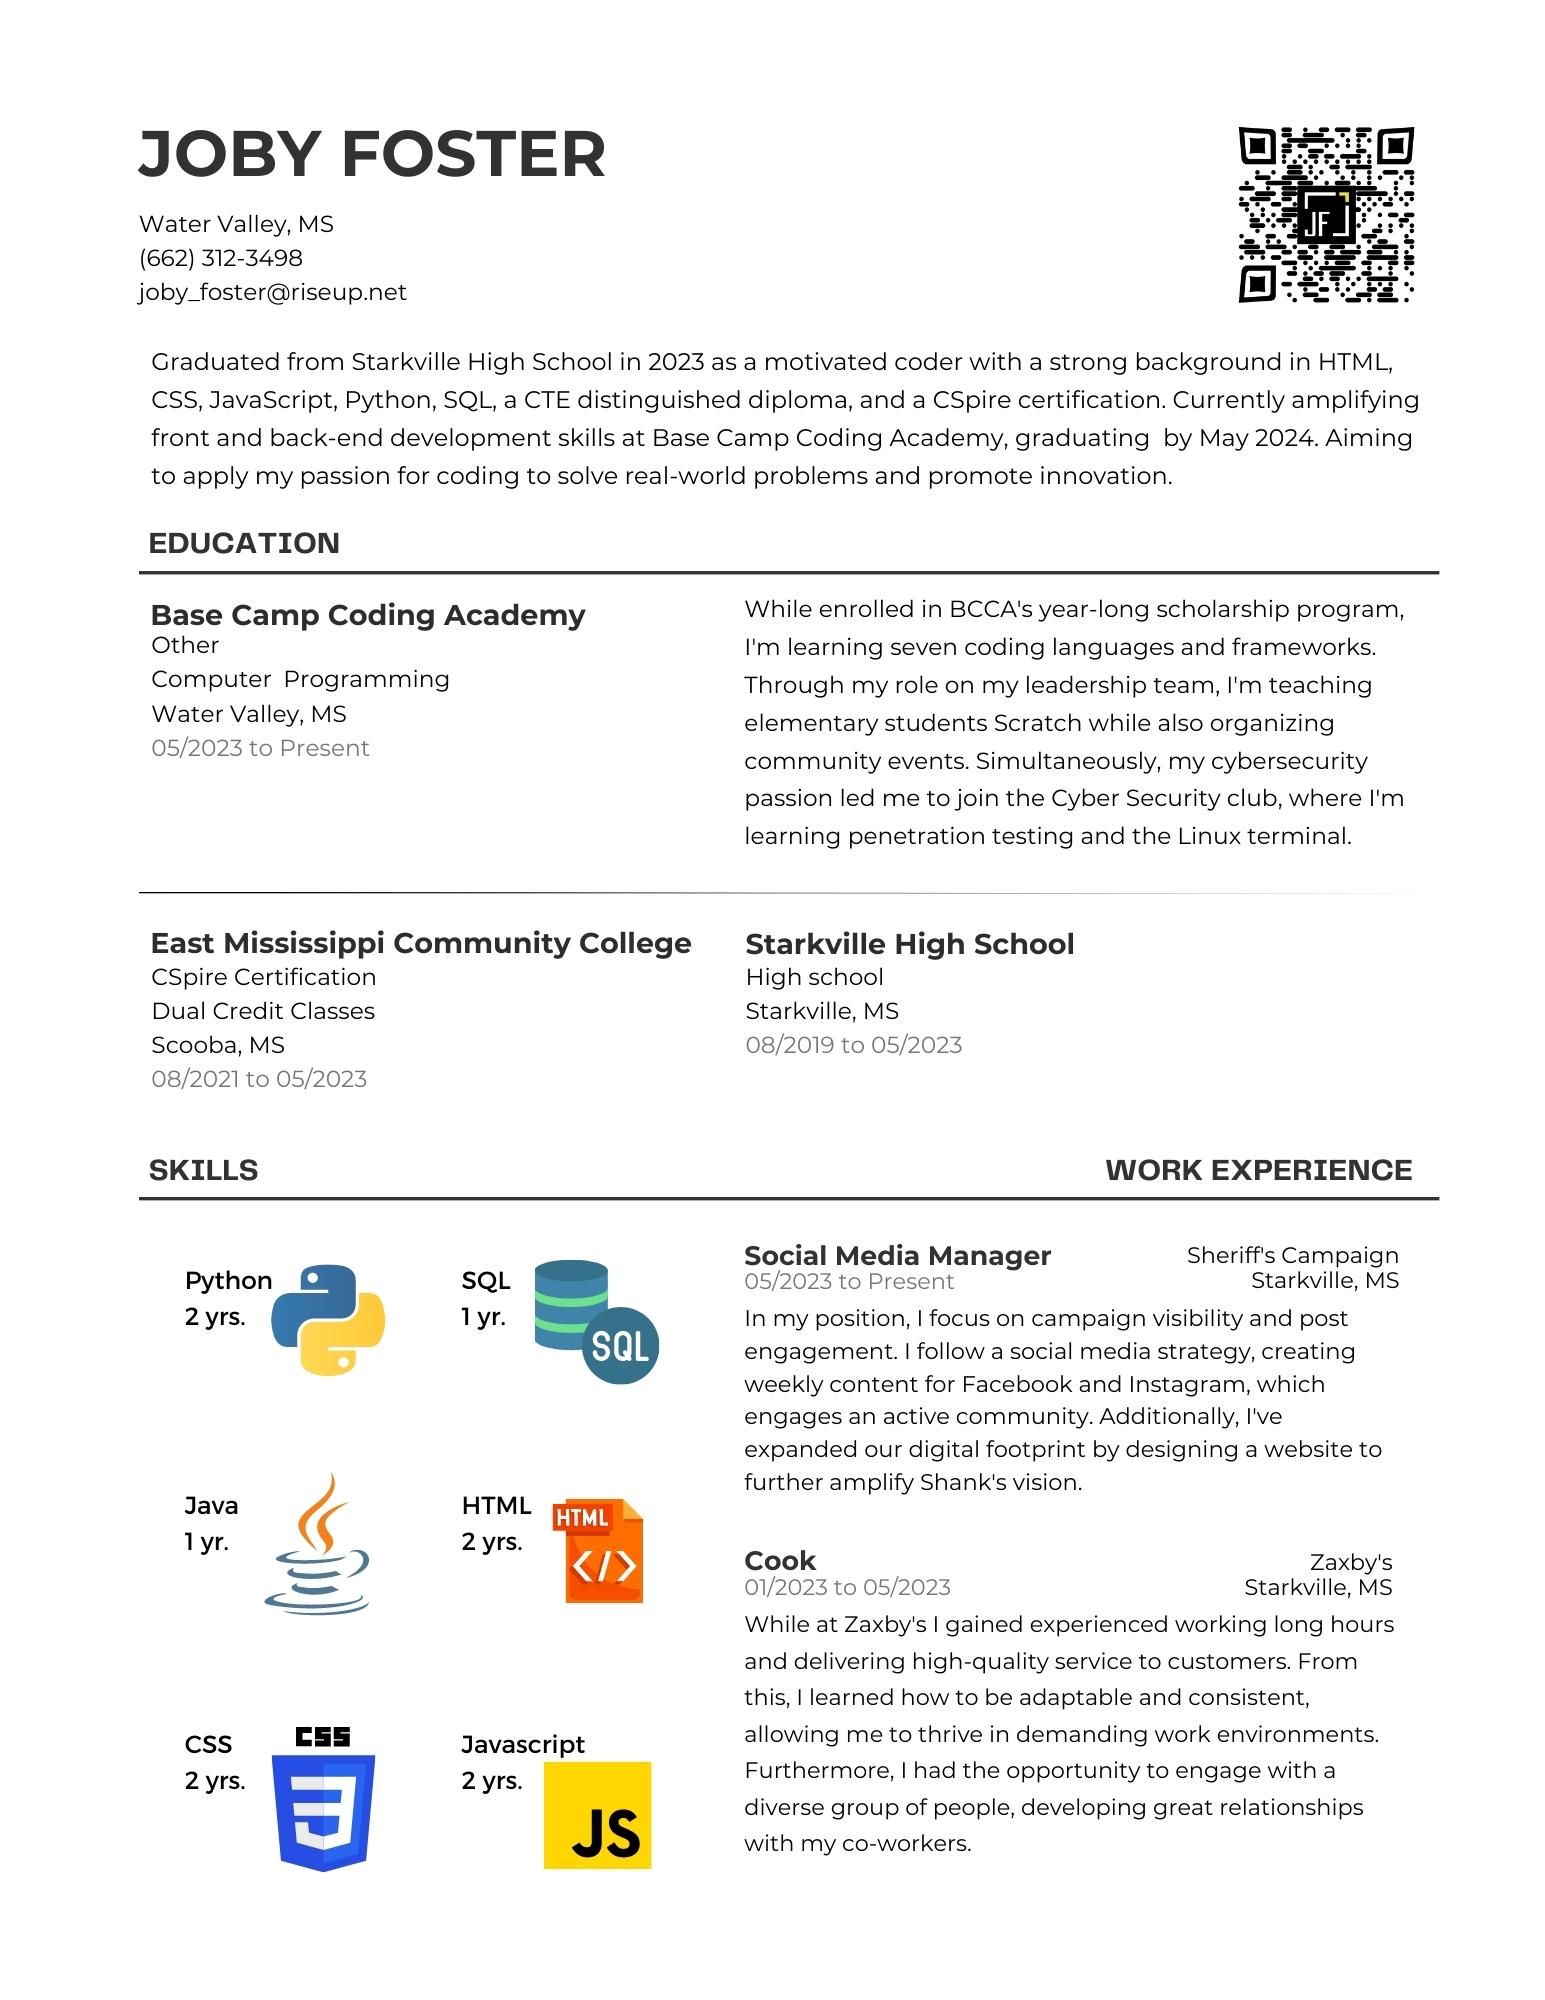 JOBY FOSTER
Water Valley, MS
(662) 312-3498
joby_foster@riseup.net
JF
Graduated from Starkville High School in 2023 as a motivated coder with a strong background in HTML,
CSS, JavaScript, Python, SQL, a CTE distinguished diploma, and a CSpire certification. Currently amplifying
front and back-end development skills at Base Camp Coding Academy, graduating  by May 2024. Aiming
to apply my passion for coding to solve real-world problems and promote innovation.
EDUCATION
Base Camp Coding Academy
Other
Computer  Programming
Water Valley, MS
05/2023 to Present
While enrolled in BCCA's year-long scholarship program,
I'm learning seven coding languages and frameworks.
Through my role on my leadership team, I'm teaching
elementary students Scratch while also organizing
community events. Simultaneously, my cybersecurity
passion led me to join the Cyber Security club, where I'm
learning penetration testing and the Linux terminal.
East Mississippi Community College
CSpire Certification
Dual Credit Classes
Scooba, MS
08/2021 to 05/2023
Starkville High School
High school
Starkville, MS
08/2019 to 05/2023
SKILLS
Python
2 yrs.
SQL
1 yr.
SQL
Java
1 yr.
HTML
2 yrs.
HTML
</>
CSS
2 yrs.
CSS
3
Javascript
2 yrs.
JS
WORK EXPERIENCE
Social Media Manager
05/2023 to Present
Sheriff's Campaign
Starkville, MS
In my position, I focus on campaign visibility and post
engagement. I follow a social media strategy, creating
weekly content for Facebook and Instagram, which
engages an active community. Additionally, I've
expanded our digital footprint by designing a website to
further amplify Shank's vision.
Cook
01/2023 to 05/2023
Zaxby's
Starkville, MS
While at Zaxby's I gained experienced working long hours
and delivering high-quality service to customers. From
this, I learned how to be adaptable and consistent,
allowing me to thrive in demanding work environments.
Furthermore, I had the opportunity to engage with a
diverse group of people, developing great relationships
with my co-workers.